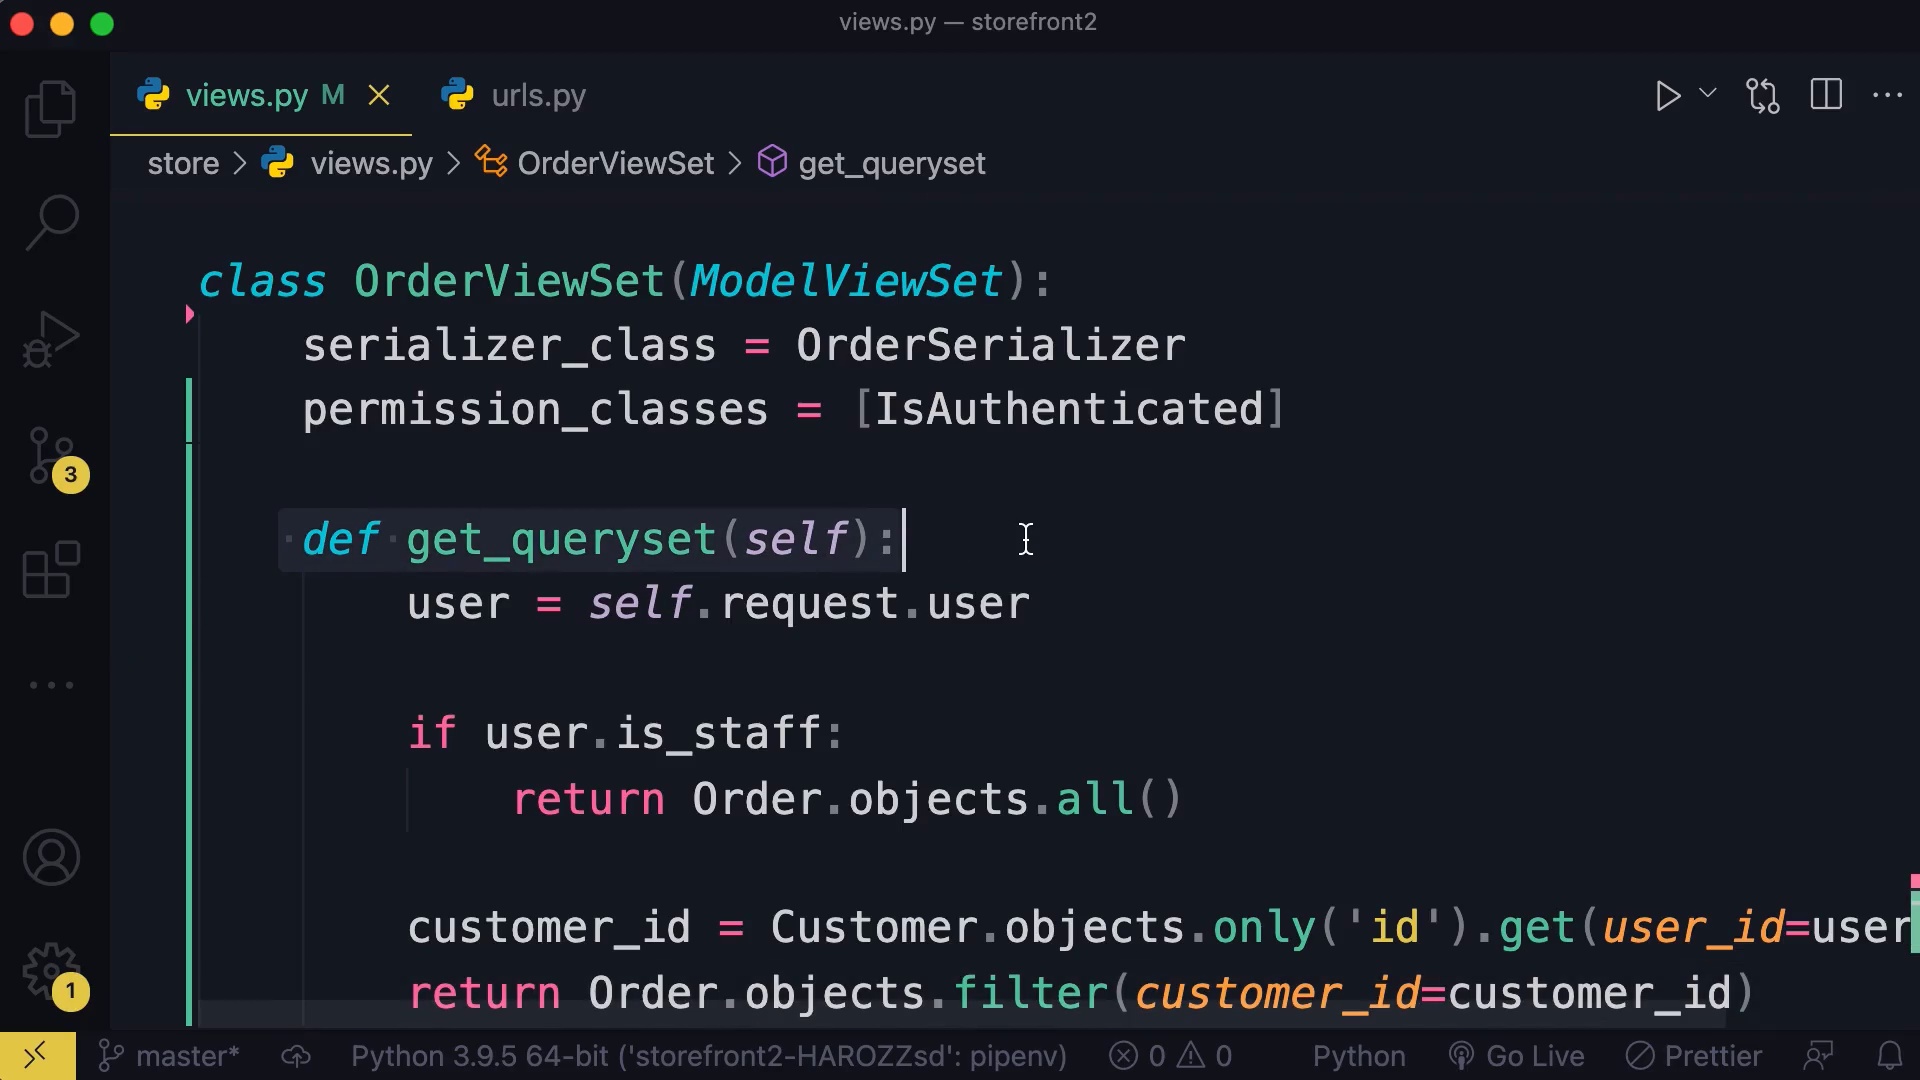 views.py — storefront2
views.py M
urls.py
store > views.py > OrderViewSet > get_queryset
class OrderViewSet(ModelViewSet):
serializer_class = OrderSerializer
permission_classes = [IsAuthenticated]
def get_queryset(self):
user = self.request.user
if user.is_staff:
return Order.objects.all()
customer_id = Customer.objects.only('id').get(user_id=user
return Order.objects.filter(customer_id=customer_id)
3
1
master* Python 3.9.5 64-bit ('storefront2-HAROZZsd': pipenv) 0 0 Python Go Live Prettier